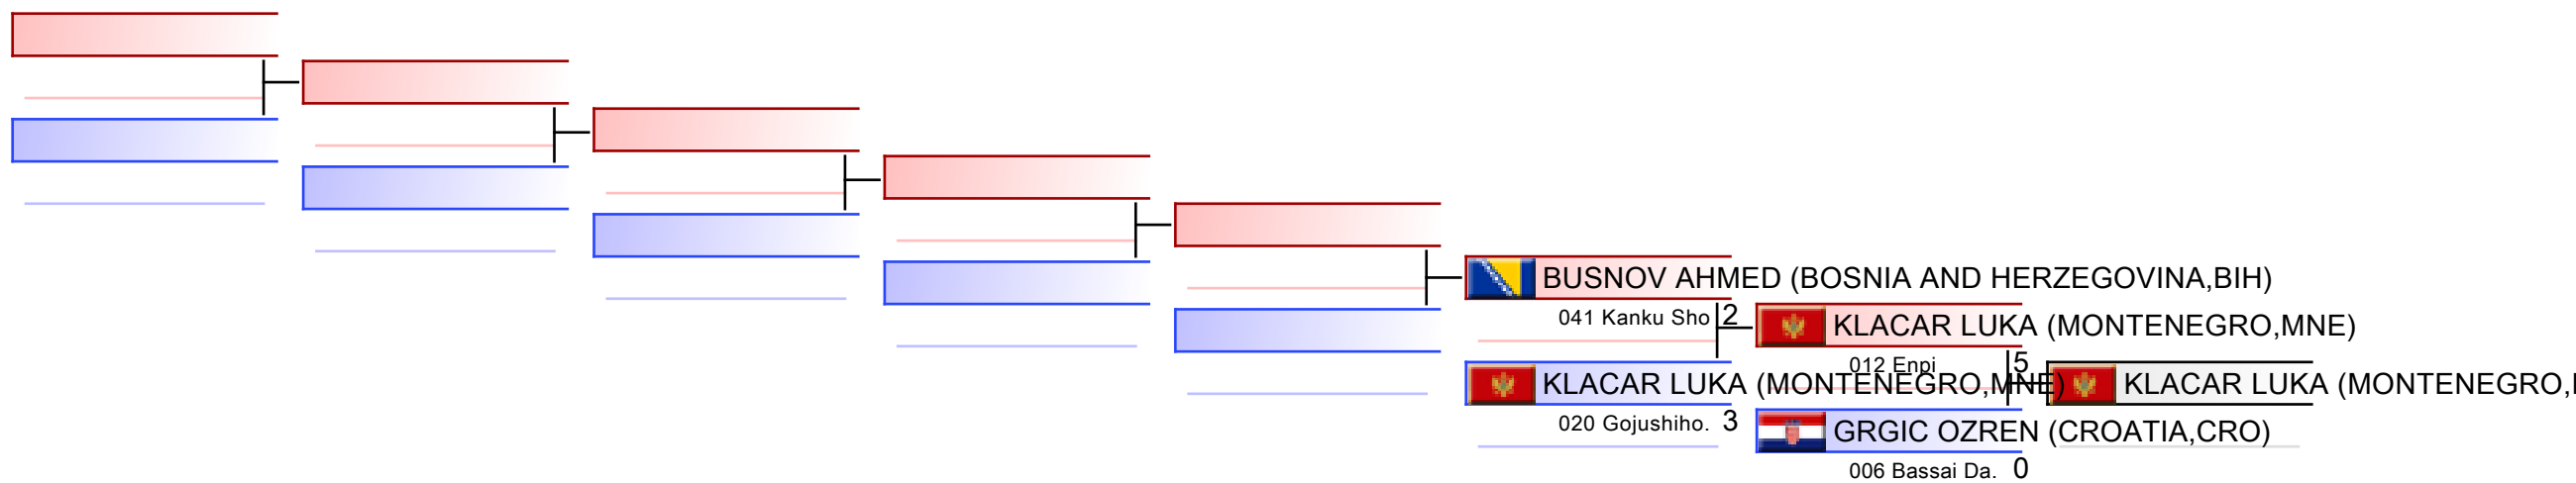 BUSNOV AHMED (BOSNIA AND HERZEGOVINA,BIH)
041 Kanku Sho 2
KLACAR LUKA (MONTENEGRO,MNE)
020 Gojushiho. 3
KLACAR LUKA (MONTENEGRO,MNE)
012 Enpi 5
GRGIC OZREN (CROATIA,CRO)
006 Bassai Da. 0
KLACAR LUKA (MONTENEGRO,